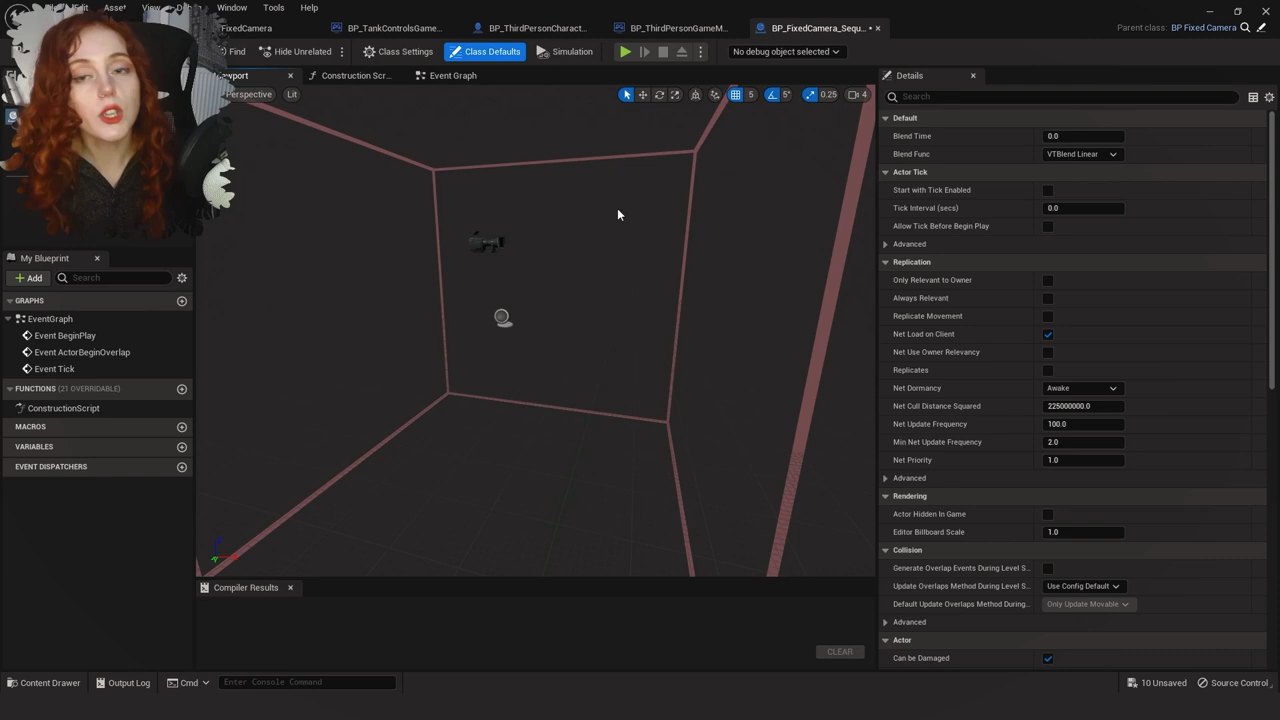 Window
Tools
Help
FixedCamera
BP_TankControlsGame...
BP_ThirdPersonCharact...
BP_ThirdPersonGameM...
BP_FixedCamera_Sequ...
Parent class: BP Fixed Camera
Find
Hide Unrelated
Class Settings
Class Defaults
Simulation
No debug object selected
Construction Scr...
Event Graph
Details
Perspective
Lit
5
5°
0.25
4
Search
Default
Blend Time
0.0
Blend Func
VTBlend Linear
Actor Tick
Start with Tick Enabled
Tick Interval (secs)
0.0
Allow Tick Before Begin Play
Advanced
Replication
Only Relevant to Owner
Always Relevant
Replicate Movement
Net Load on Client
Net Use Owner Relevancy
Replicates
Net Dormancy
Awake
Net Cull Distance Squared
225000000.0
Net Update Frequency
100.0
Min Net Update Frequency
2.0
Net Priority
1.0
Advanced
Rendering
Actor Hidden In Game
Editor Billboard Scale
1.0
Collision
Generate Overlap Events During Level S...
Update Overlaps Method During Level S...
Use Config Default
Default Update Overlaps Method During...
Only Update Movable
Advanced
Actor
Can be Damaged
My Blueprint
Add
Search
GRAPHS
EventGraph
Event BeginPlay
Event ActorBeginOverlap
Event Tick
FUNCTIONS (21 OVERRIDABLE)
ConstructionScript
MACROS
VARIABLES
EVENT DISPATCHERS
Compiler Results
CLEAR
Content Drawer
Output Log
Cmd
Enter Console Command
10 Unsaved
Source Control